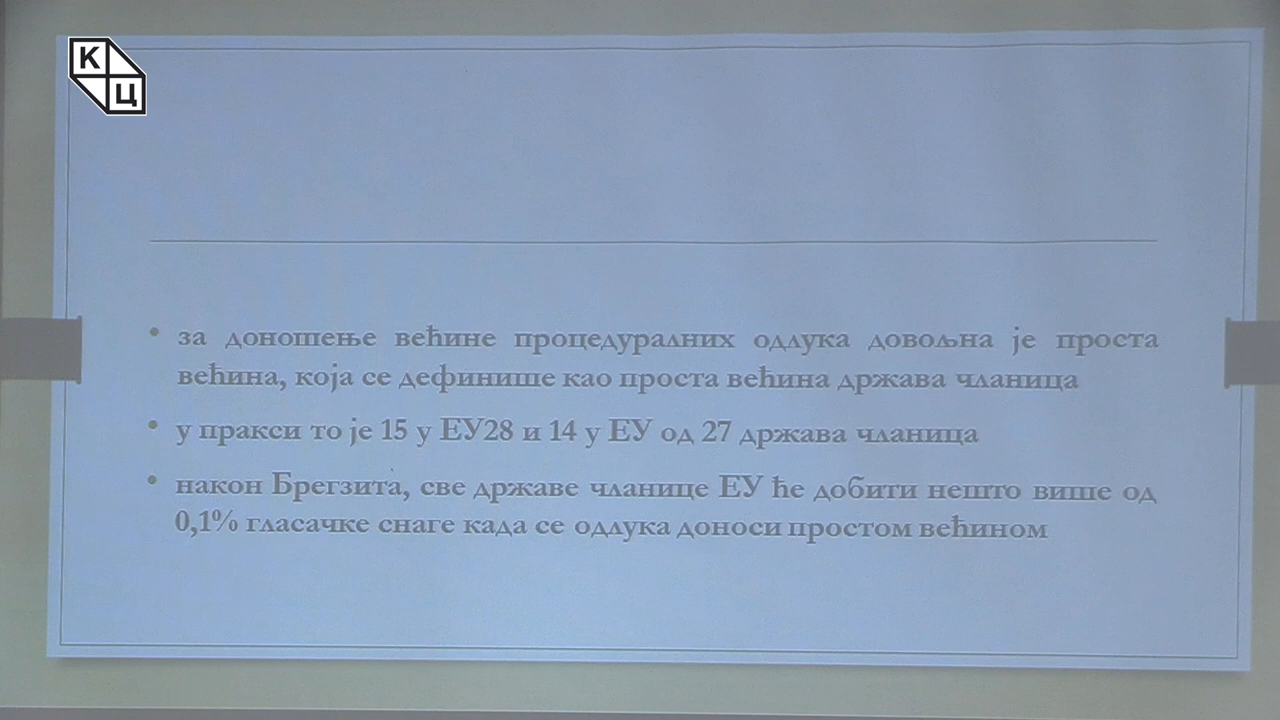 К
Ц
• за доношење већине процедуралних одлука довољна је проста
већина, која се дефинише као проста већина држава чланица
• у пракси то је 15 у ЕУ28 и 14 у ЕУ од 27 држава чланица
• након Брегзита, све државе чланице ЕУ ће добити нешто више од
0,1% гласачке снаге када се одлука доноси простом већином